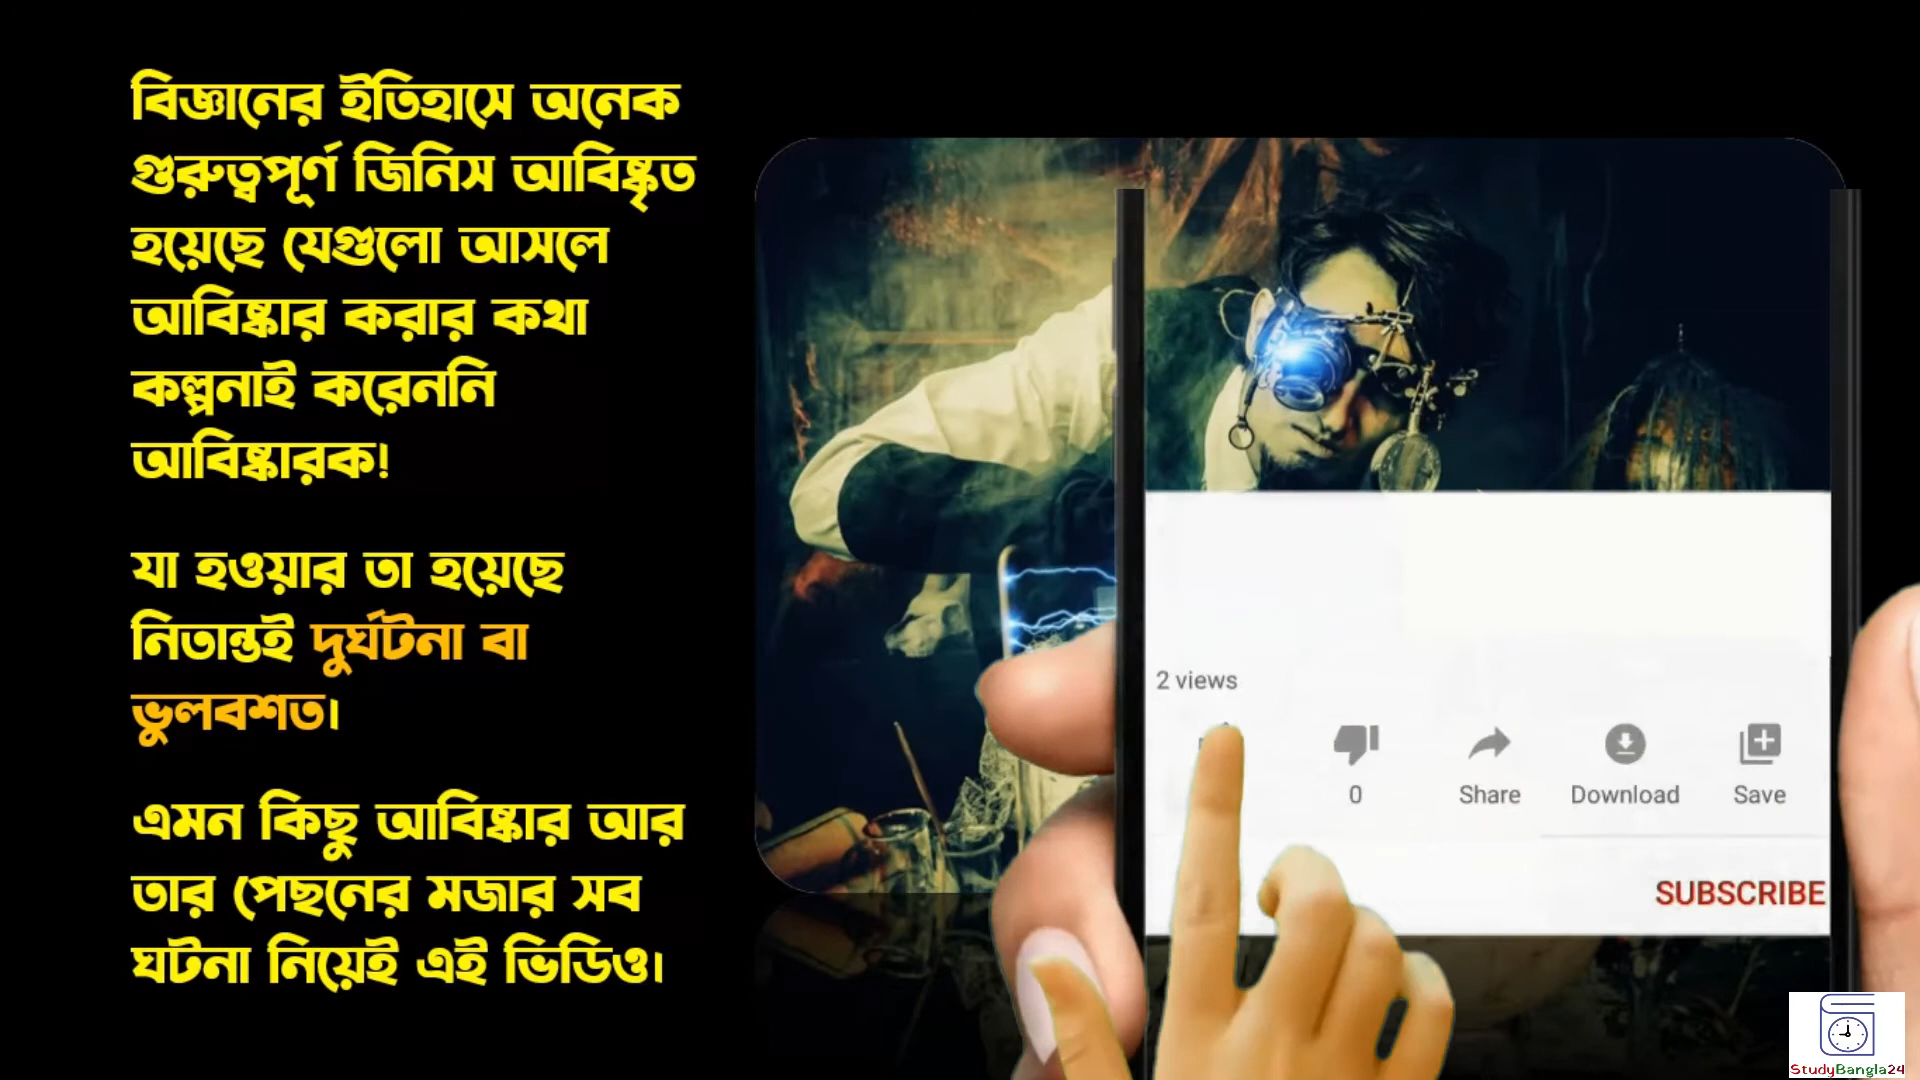 বিজ্ঞানের ইতিহাসে অনেক
গুরুত্বপূর্ণ জিনিস আবিষ্কৃত
হয়েছে যেগুলো আসলে
আবিষ্কার করার কথা
কল্পনাই করেননি
আবিষ্কারক!
যা হওয়ার তা হয়েছে
নিতান্তই দুর্ঘটনা বা
ভুলবশত।
এমন কিছু আবিষ্কার আর
তার পেছনের মজার সব
ঘটনা নিয়েই এই ভিডিও।
2 views
0 Share Download Save
SUBSCRIBE
StudyBangla24